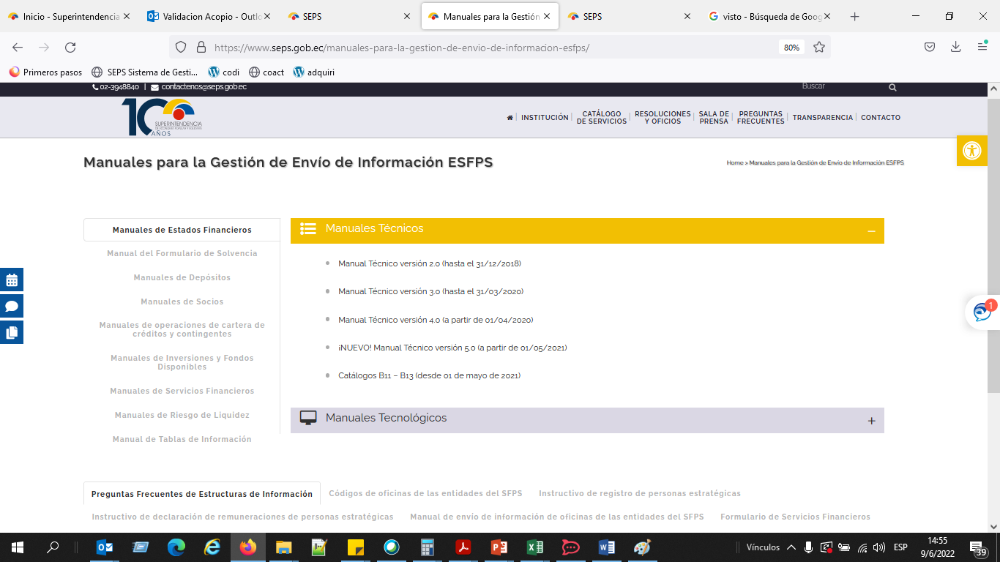 Inicio - Superintendencia
Validacion Acopio - Outlo
SEPS
Manuales para la Gestión
SEPS
visto - Búsqueda de Goog
https://www.seps.gob.ec/manuales-para-la-gestion-de-envio-de-informacion-esfps/
80%
Primeros pasos
SEPS Sistema de Gesti...
codi
coact
adquiri
02-3948840 | contactenos@seps.gob.ec
Buscar
10
SUPERINTENDENCIA
DE ECONOMÍA POPULAR Y SOLIDARIA
AÑOS
INSTITUCIÓN
CATÁLOGO
DE SERVICIOS
RESOLUCIONES
Y OFICIOS
SALA DE
PRENSA
PREGUNTAS
FRECUENTES
TRANSPARENCIA
CONTACTO
Manuales para la Gestión de Envío de Información ESFPS
Home > Manuales para la Gestión de Envío de Información ESFPS
Manuales de Estados Financieros
Manual del Formulario de Solvencia
Manuales de Depósitos
Manuales de Socios
Manuales de operaciones de cartera de
créditos y contingentes
Manuales de Inversiones y Fondos
Disponibles
Manuales de Servicios Financieros
Manuales de Riesgo de Liquidez
Manual de Tablas de Información
Manuales Técnicos
Manual Técnico versión 2.0 (hasta el 31/12/2018)
Manual Técnico versión 3.0 (hasta el 31/03/2020)
Manual Técnico versión 4.0 (a partir de 01/04/2020)
¡NUEVO! Manual Técnico versión 5.0 (a partir de 01/05/2021)
Catálogos B11 – B13 (desde 01 de mayo de 2021)
Manuales Tecnológicos
1
Preguntas Frecuentes de Estructuras de Información
Códigos de oficinas de las entidades del SFPS
Instructivo de registro de personas estratégicas
Instructivo de declaración de remuneraciones de personas estratégicas
Manual de envío de información de oficinas de las entidades del SFPS
Formulario de Servicios Financieros
Vínculos
ESP
14:55
9/6/2022
39